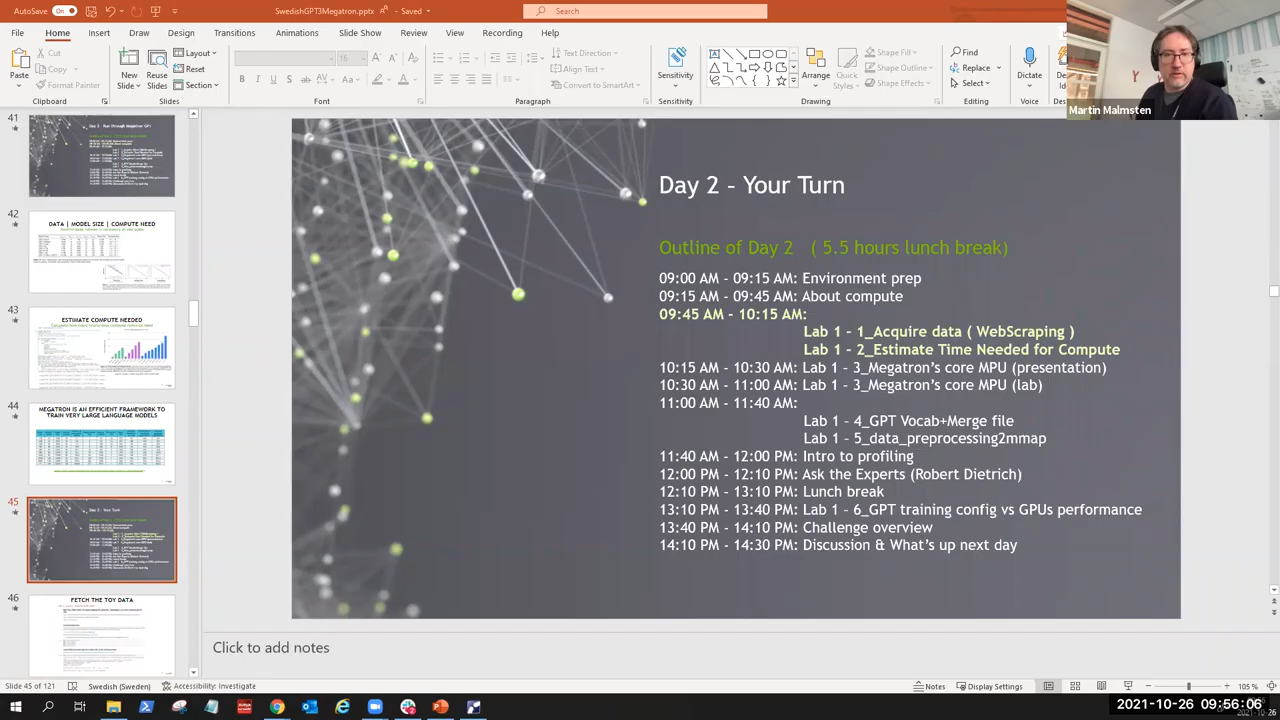 AutoSave On SwedishGPT3Megatron.pptx - Saved Search
File Home Insert Draw Design Transitions Animations Slide Show Review View Recording Help
Paste Cut Copy Format Painter Clipboard
New Slide Reuse Slides Layout Reset Section Slides
16 B I U S Aa A Font
Text Direction Align Text Convert to SmartArt Paragraph
Sensitivity Sensitivity
Arrange Quick Styles Shape Fill Shape Outline Shape Effects Drawing
Find Replace Select Editing
Dictate Voice
Martin Malmsten
41
42
DATA | MODEL SIZE | COMPUTE NEED
ESTIMATE COMPUTE NEEDED
MEGATRON IS AN EFFICIENT FRAMEWORK TO
TRAIN VERY LARGE LANGUAGE MODELS
45
Day 2 - Your Turn
46
FETCH THE TOY DATA
Day 2 - Your Turn
Outline of Day 2 ( 5.5 hours lunch break)
09:00 AM - 09:15 AM: Environment prep
09:15 AM - 09:45 AM: About compute
09:45 AM - 10:15 AM:
Lab 1 - 1_Acquire data ( WebScraping )
Lab 1 - 2_Estimate Time Needed for Compute
10:15 AM - 10:30 AM: Lab 1 - 3_Megatron's core MPU (presentation)
10:30 AM - 11:00 AM: Lab 1 - 3_Megatron's core MPU (lab)
11:00 AM - 11:40 AM:
Lab 1 - 4_GPT Vocab+Merge file
Lab 1 - 5_data_preprocessing2mmap
11:40 AM - 12:00 PM: Intro to profiling
12:00 PM - 12:10 PM: Ask the Experts (Robert Dietrich)
12:10 PM - 13:10 PM: Lunch break
13:10 PM - 13:40 PM: Lab 1 - 6_GPT training config vs GPUs performance
13:40 PM - 14:10 PM: Challenge overview
14:10 PM - 14:30 PM: & What's up next day
Click to add notes
Slide 45 of 121 Swedish (Sweden) Accessibility: Investigate Notes Display Settings 105 %
2021-10-26 09:56:06